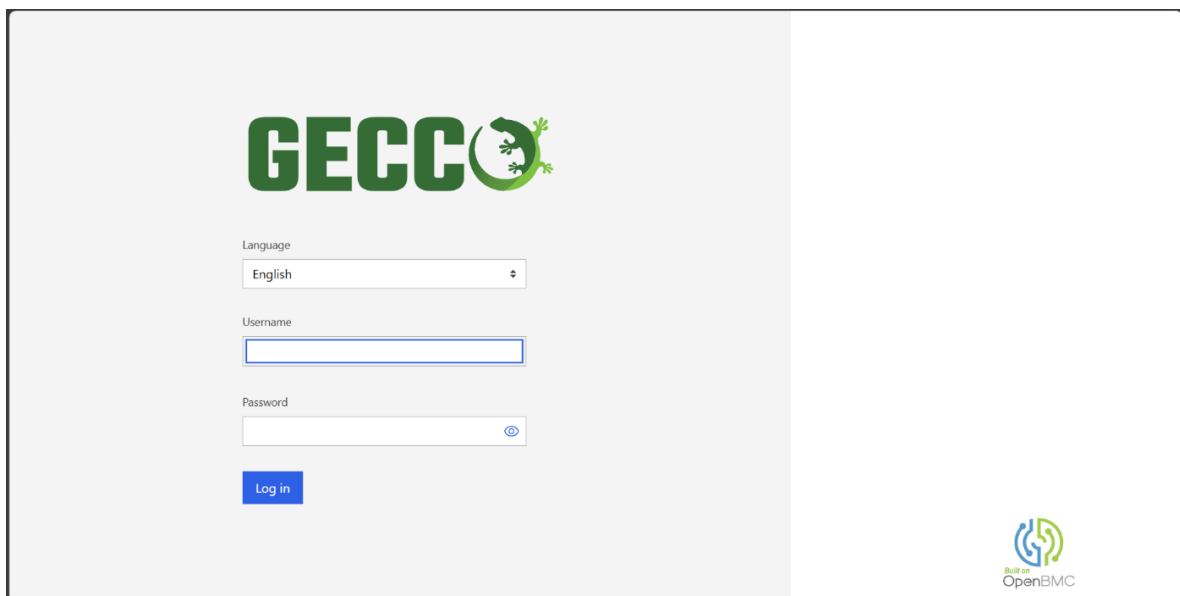 GECCO
Language
English
Username
Password
Log in
Built on
OpenBMC